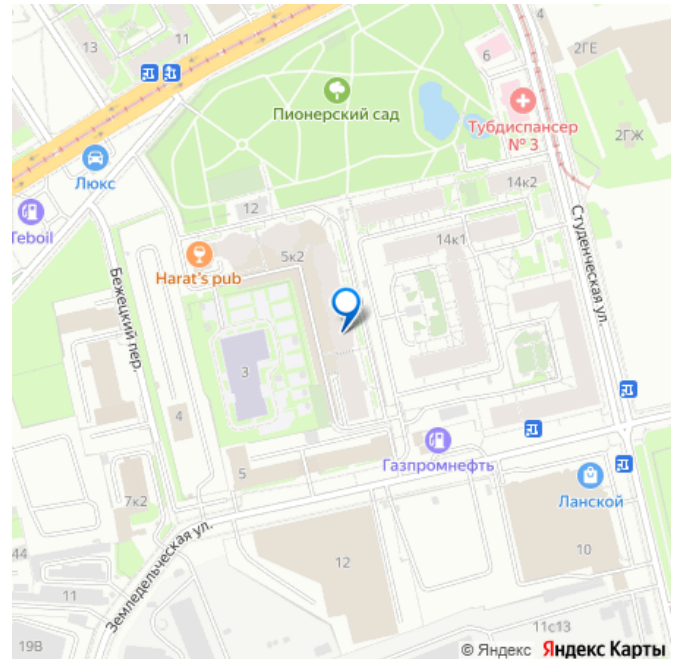 4
11
13
2ГЕ
6
Пионерский сад
Тубдиспансер
№ 3
2ГЖ
Люкс
14к2
Teboil
12
14к1
Студенческая ул.
5к2
Harat's pub
Бежецкий пер.
3
4
Газпромнефть
5
Ланской
7к2
Земледельческая ул.
44
12
10
11
11с13
19В
© Яндекс Яндекс Карты